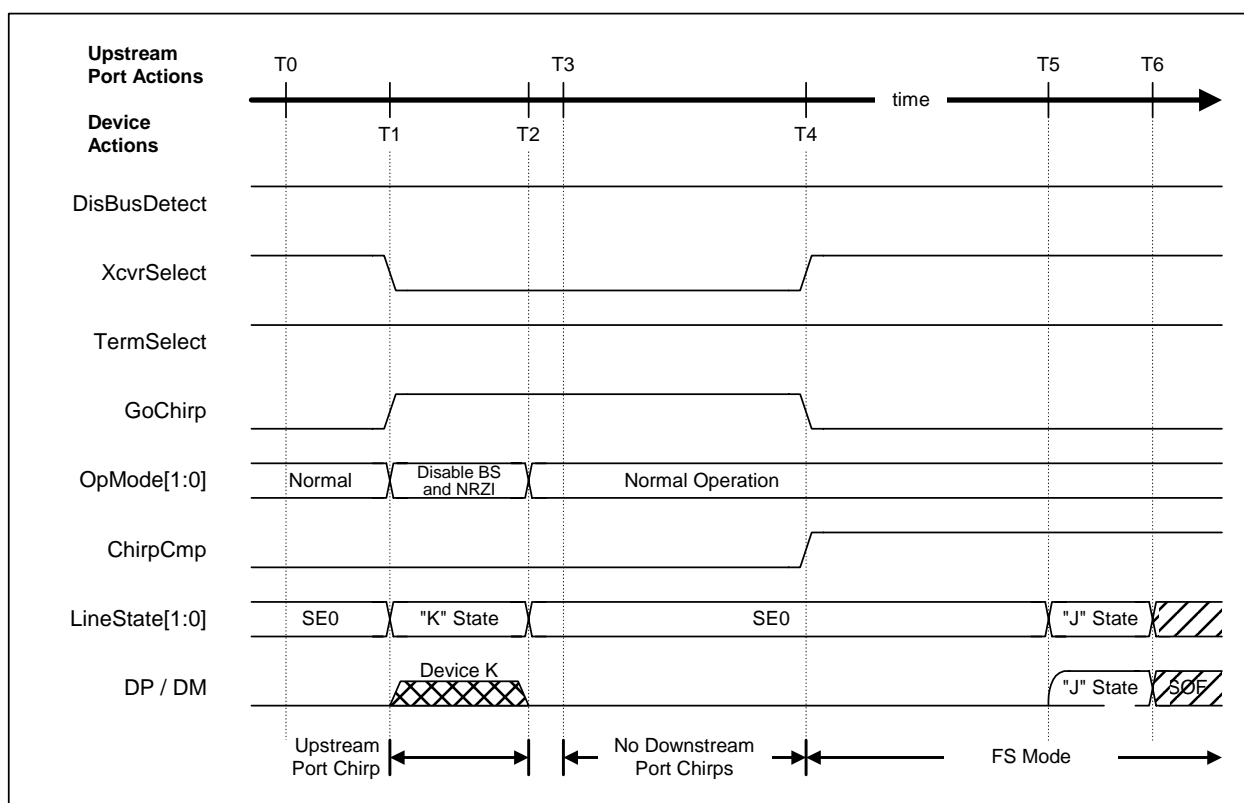 Upstream
Port Actions
T0
T3
T5
T6
time
Device
Actions
T1
T2
T4
DisBusDetect
XcvrSelect
TermSelect
GoChirp
OpMode[1:0]
Normal
Disable BS
and NRZI
Normal Operation
ChirpCmp
LineState[1:0]
SE0
"K" State
SE0
"J" State
DP / DM
Device K
"J" State
SOF
Upstream
Port Chirp
No Downstream
Port Chirps
FS Mode